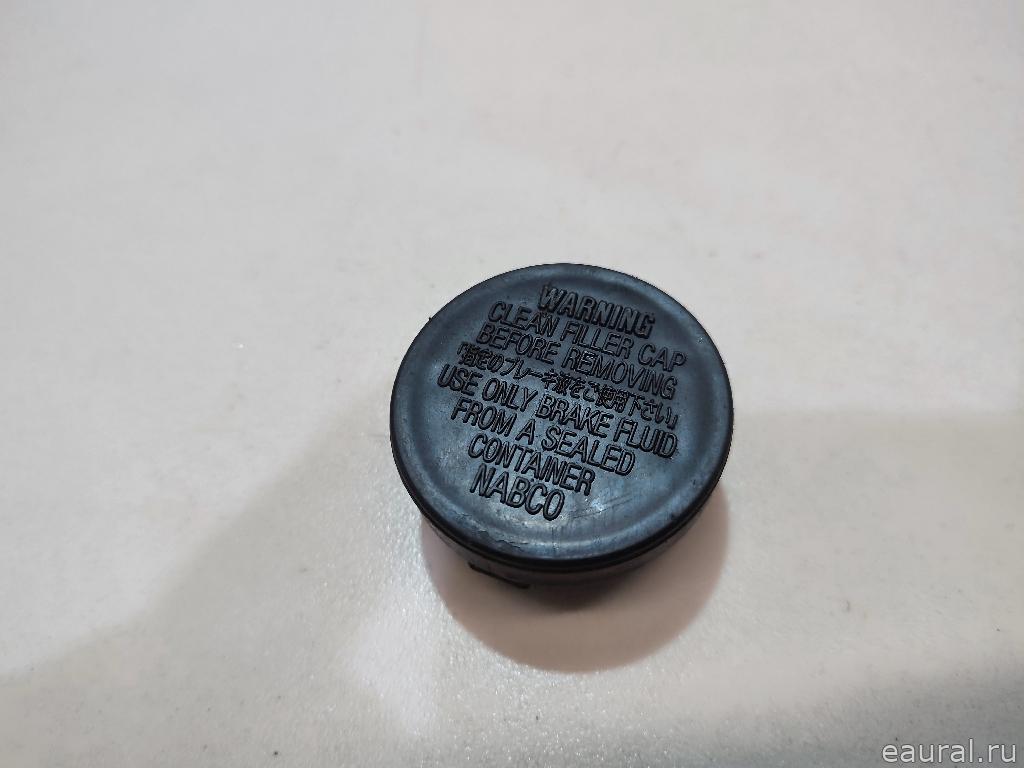 WARNING
CLEAN FILLER CAP
BEFORE REMOVING
「指定のブレーキ液をご使用下さい」
USE ONLY BRAKE FLUID
FROM A SEALED
CONTAINER
NABCO
eaural.ru